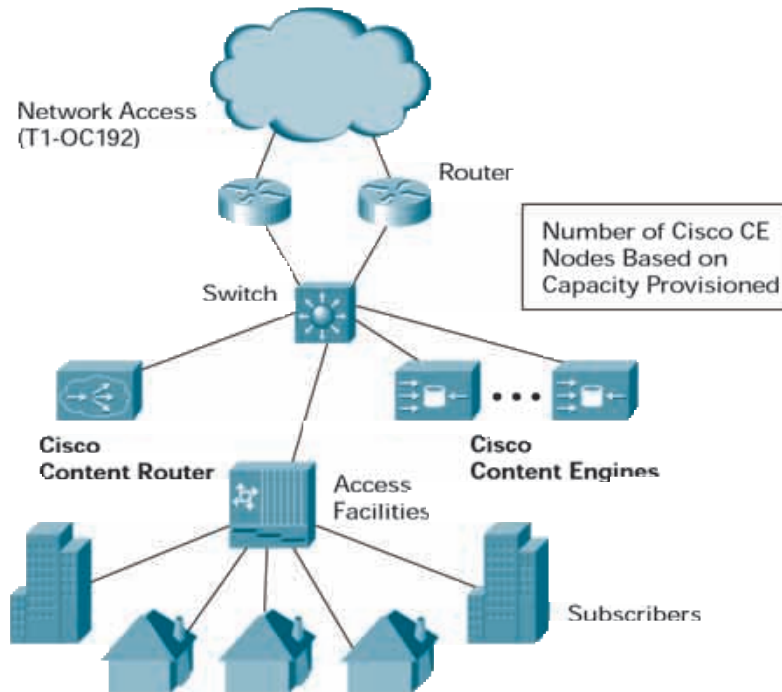 Network Access
(T1-OC192)
Router
Number of Cisco CE
Nodes Based on
Capacity Provisioned
Switch
Cisco
Content Router
Cisco
Content Engines
Access
Facilities
Subscribers